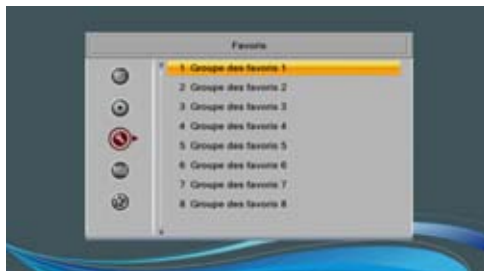 Favoris
1 Groupe des favoris 1
2 Groupe des favoris 2
3 Groupe des favoris 3
4 Groupe des favoris 4
5 Groupe des favoris 5
6 Groupe des favoris 6
7 Groupe des favoris 7
8 Groupe des favoris 8